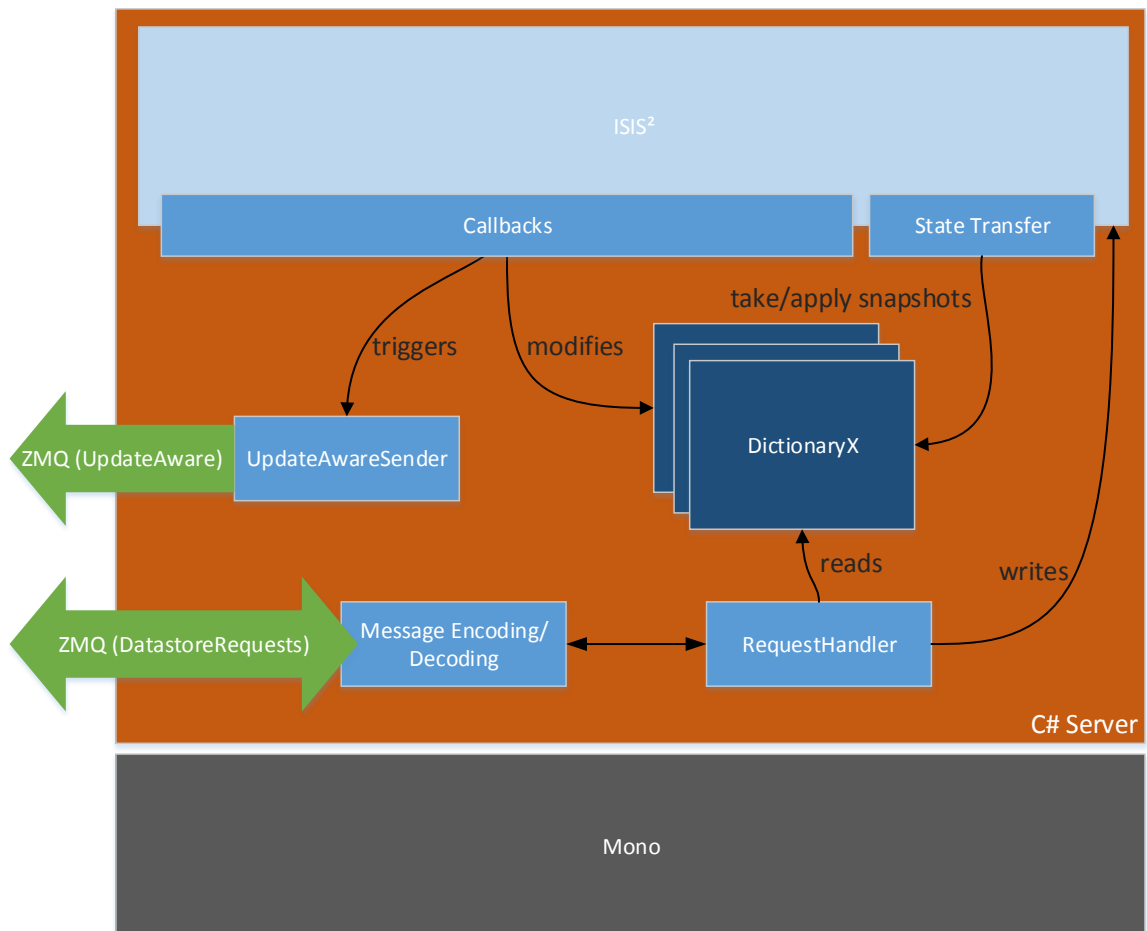 ISIS²
Callbacks
State Transfer
take/apply snapshots
triggers
modifies
ZMQ (UpdateAware)
UpdateAwareSender
DictionaryX
reads
writes
ZMQ (DatastoreRequests)
Message Encoding/
Decoding
RequestHandler
C# Server
Mono